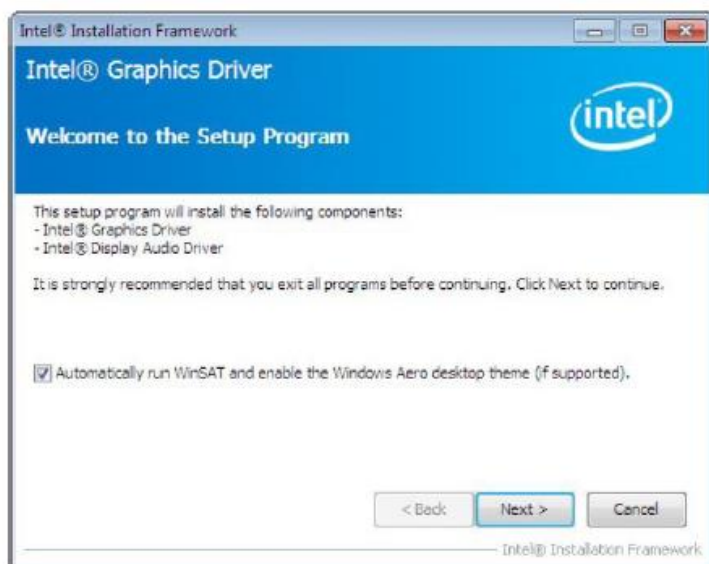 Intel® Installation Framework
Intel® Graphics Driver
Welcome to the Setup Program
intel
This setup program will install the following components:
- Intel® Graphics Driver
- Intel® Display Audio Driver
It is strongly recommended that you exit all programs before continuing. Click Next to continue.
Automatically run WinSAT and enable the Windows Aero desktop theme (if supported).
< Back Next > Cancel
Intel® Installation Framework